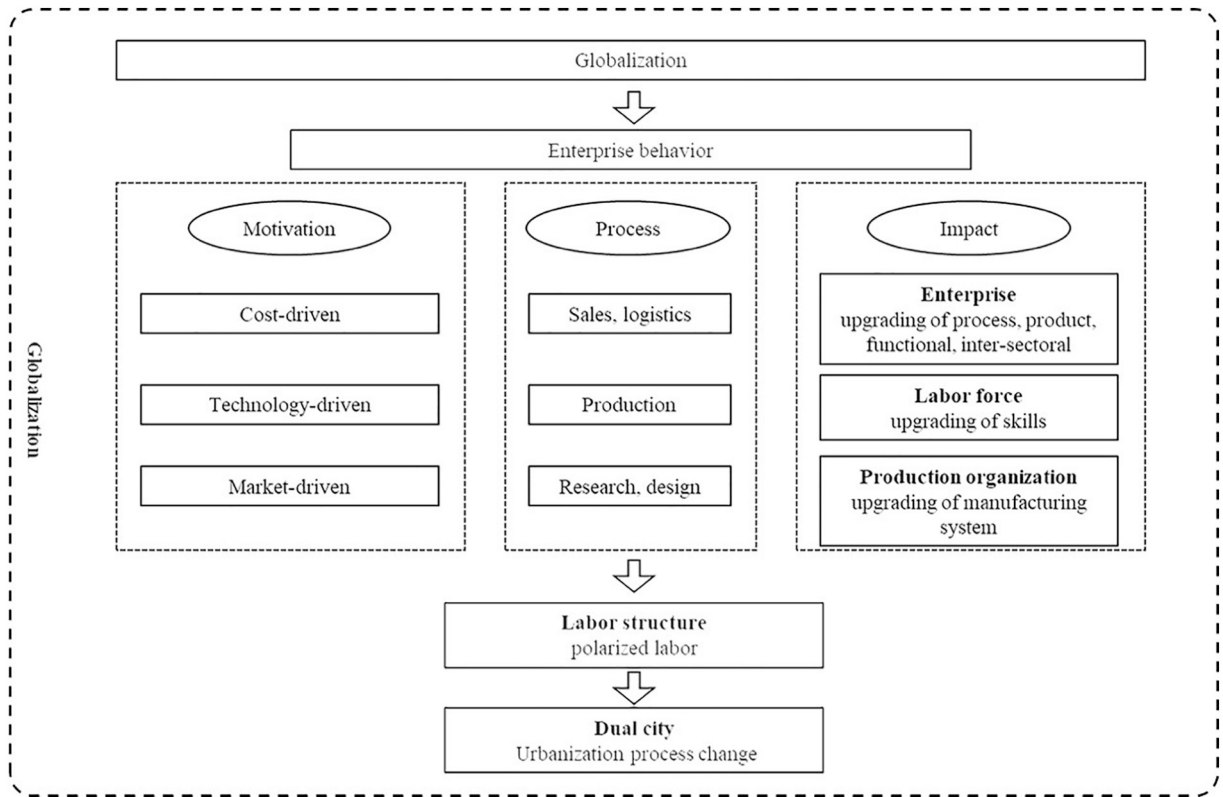 Globalization
Enterprise behavior
Motivation
Cost-driven
Technology-driven
Market-driven
Process
Sales, logistics
Production
Research, design
Impact
Enterprise
upgrading of process, product,
functional, inter-sectoral
Labor force
upgrading of skills
Production organization
upgrading of manufacturing
system
Labor structure
polarized labor
Dual city
Urbanization process change
Globalization